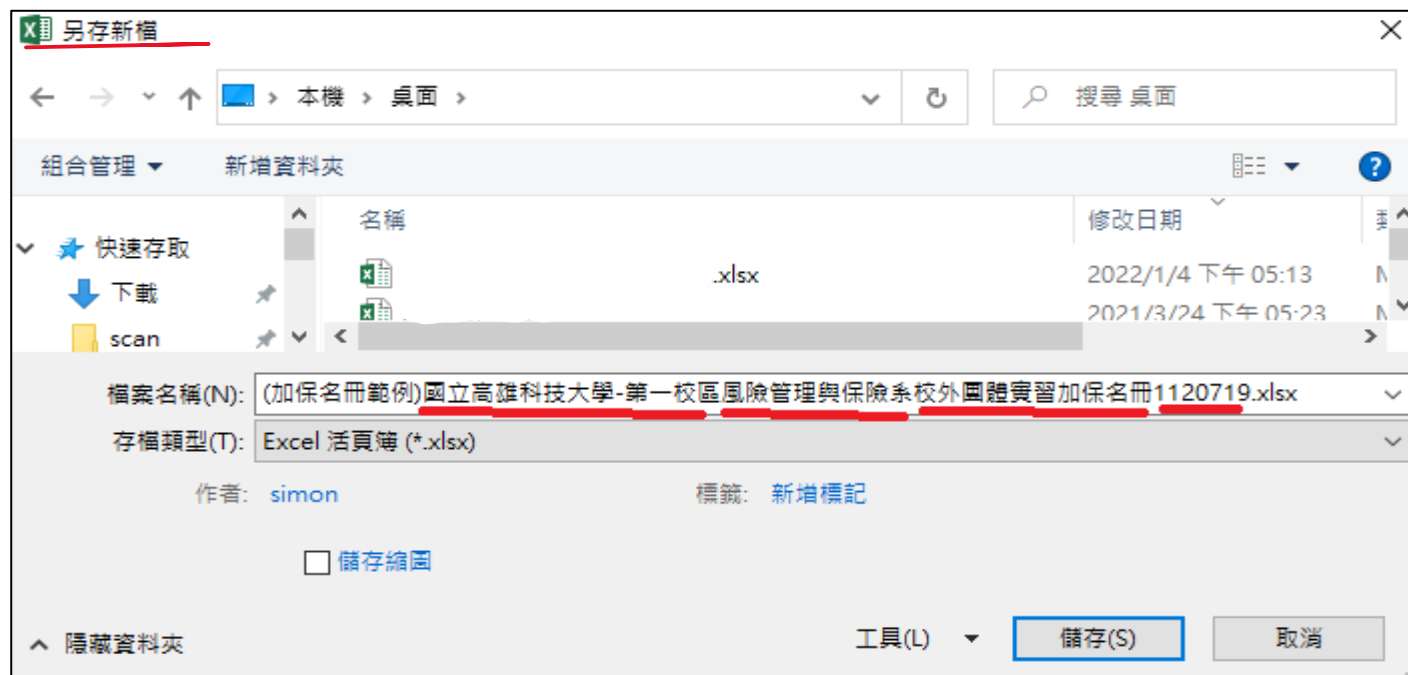 另存新檔
本機 › 桌面 ›
搜尋 桌面
組合管理
新增資料夾
?
名稱
修改日期
快速存取
.xlsx
2022/1/4 下午 05:13
下載
2021/3/24 下午 05:23
scan
檔案名稱(N): (加保名冊範例)國立高雄科技大學-第一校區風險管理與保險系校外團體實習加保名冊1120719.xlsx
存檔類型(T): Excel 活頁簿 (*.xlsx)
作者: simon
標籤: 新增標記
儲存縮圖
隱藏資料夾
工具(L)
儲存(S)
取消